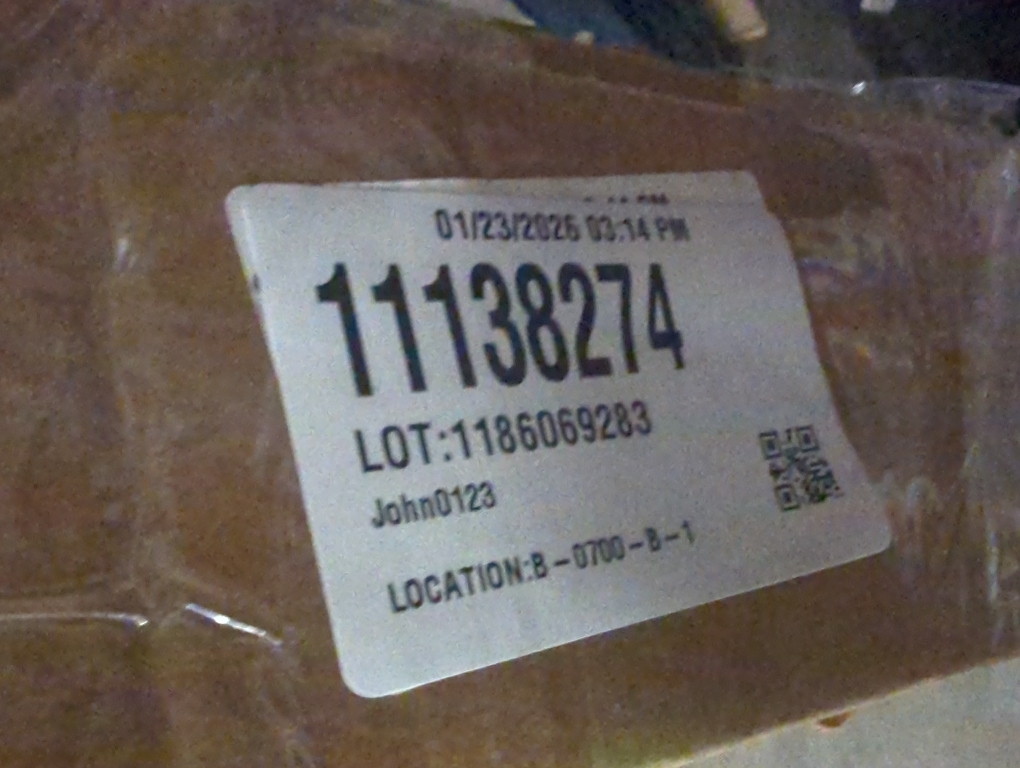 01/23/2026 03:14 PM
11138274
LOT:1186069283
John0123
LOCATION:B-0700-B-1